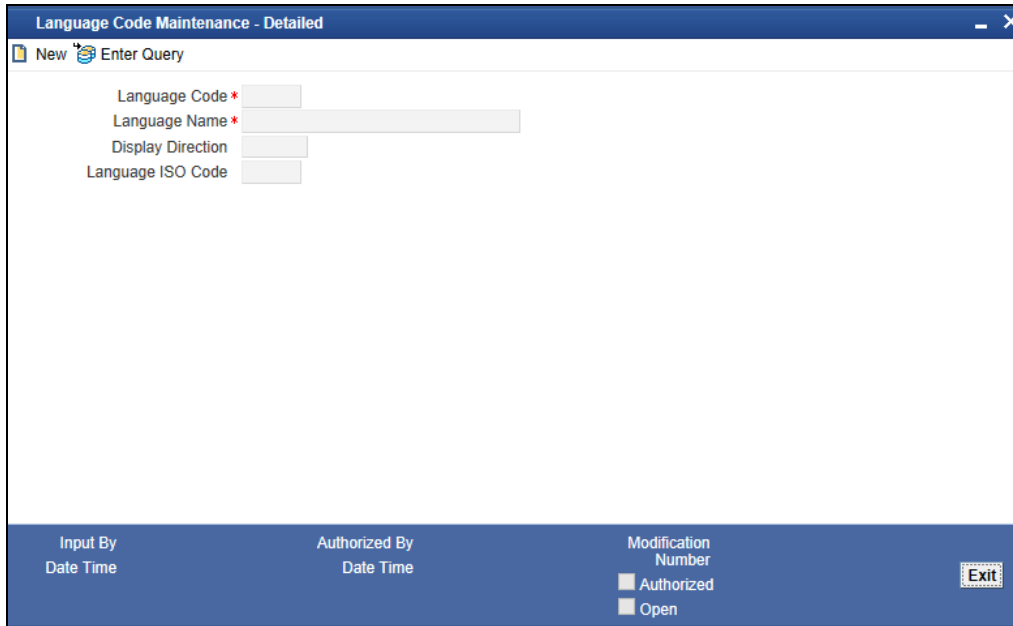 Language Code Maintenance - Detailed
New Enter Query
Language Code *
Language Name *
Display Direction
Language ISO Code
Input By
Date Time
Authorized By
Date Time
Modification
Number
Authorized
Open
Exit